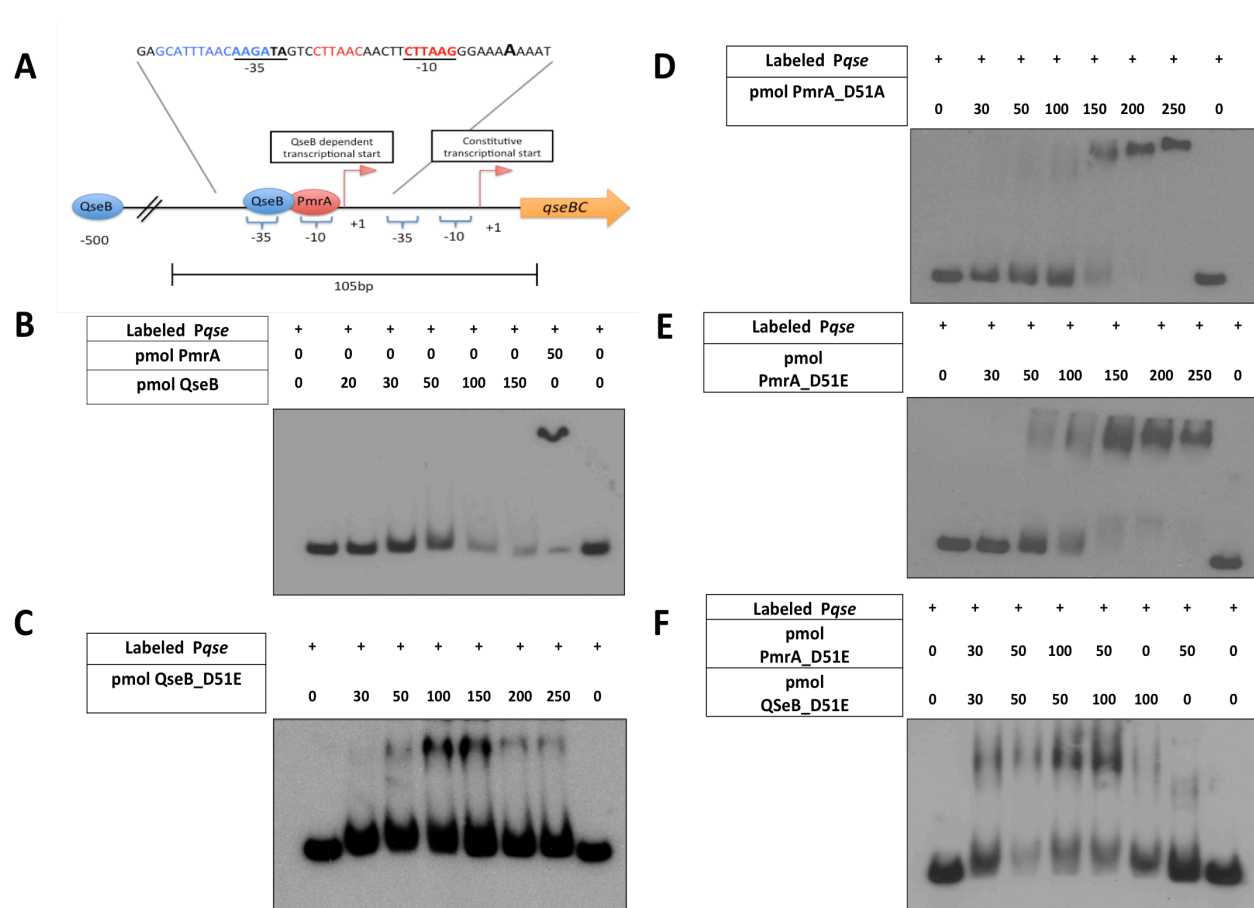 A
GAGCATTTAACAAGATAGTCCTTAACAACTTCTTAAGGGAAAAAAAT
-35
-10
QseB dependent
transcriptional start
Constitutive
transcriptional start
QseB
QseB
PmrA
qseBC
-500
-35
-10
+1
-35
-10
+1
105bp
B
Labeled Pqse + + + + + + + +
pmol PmrA 0 0 0 0 0 0 50 0
pmol QseB 0 20 30 50 100 150 0 0
C
Labeled Pqse + + + + + + + +
pmol QseB_D51E
0 30 50 100 150 200 250 0
D
Labeled Pqse + + + + + + + +
pmol PmrA_D51A
0 30 50 100 150 200 250 0
E
Labeled Pqse + + + + + + + +
pmol
PmrA_D51E 0 30 50 100 150 200 250 0
F
Labeled Pqse + + + + + + + +
pmol
PmrA_D51E 0 30 50 100 50 0 50 0
pmol
QSeB_D51E 0 30 50 50 100 100 0 0